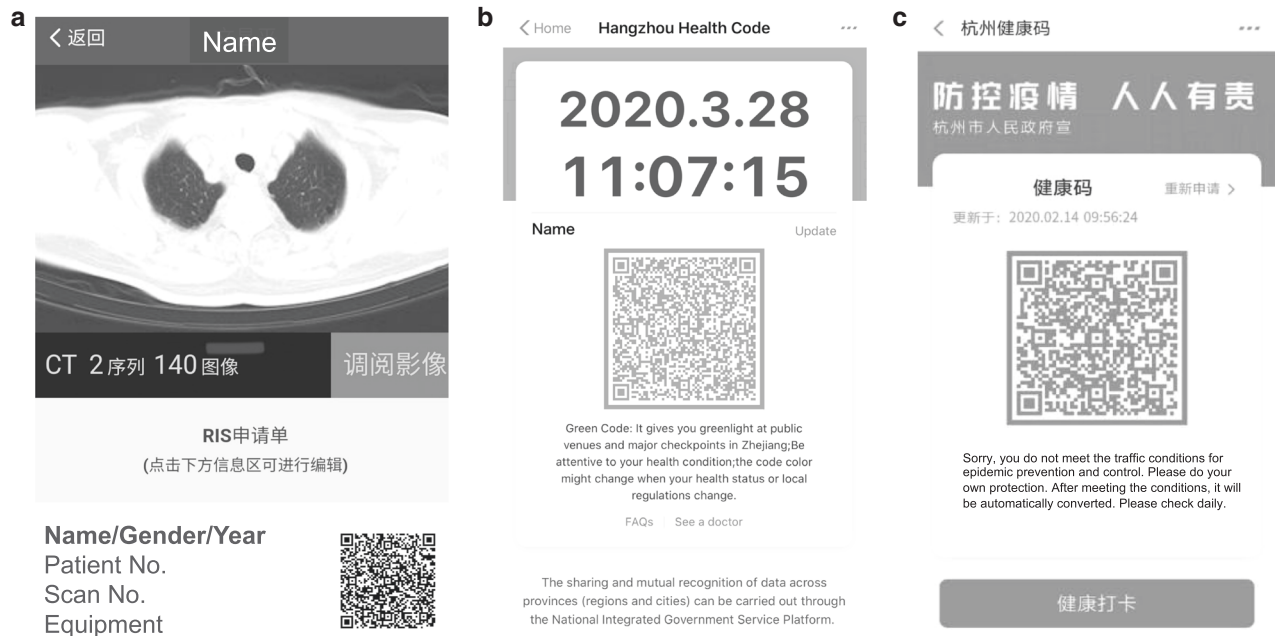 a
返回
Name
CT 2序列 140图像
调阅影像
RIS申请单
(点击下方信息区可进行编辑)
Name/Gender/Year
Patient No.
Scan No.
Equipment
b
Home
Hangzhou Health Code
2020.3.28
11:07:15
Name
Update
Green Code: It gives you greenlight at public
venues and major checkpoints in Zhejiang;Be
attentive to your health condition;the code color
might change when your health status or local
regulations change.
FAQs
See a doctor
The sharing and mutual recognition of data across
provinces (regions and cities) can be carried out through
the National Integrated Government Service Platform.
c
杭州健康码
防控疫情 人人有责
杭州市人民政府宣
健康码
重新申请
更新于: 2020.02.14 09:56:24
Sorry, you do not meet the traffic conditions for
epidemic prevention and control. Please do your
own protection. After meeting the conditions, it will
be automatically converted. Please check daily.
健康打卡